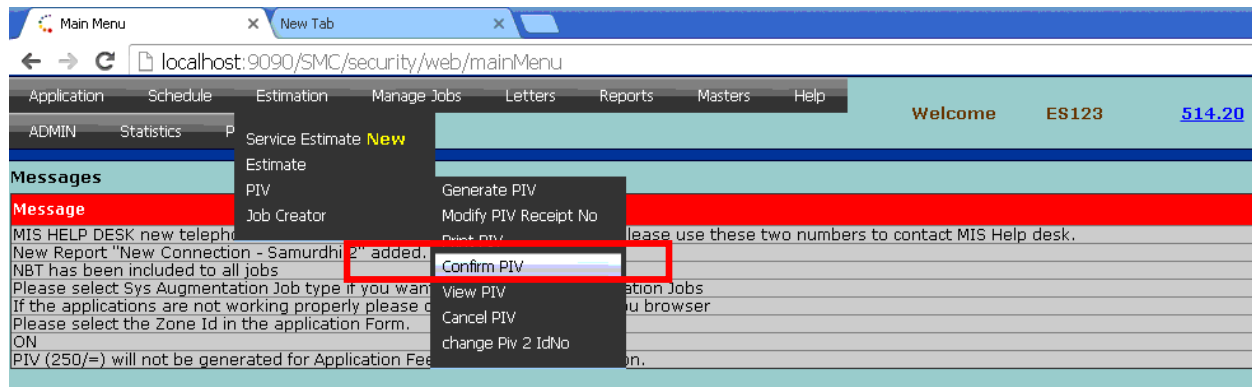 Main Menu
New Tab
localhost:9090/SMC/security/web/mainMenu
Application Schedule Estimation Manage Jobs Letters Reports Masters Help
Welcome ES123 514.20
ADMIN Statistics P
Service Estimate New
Estimate
PIV
Job Creator
Generate PIV
Modify PIV Receipt No
Print PIV
Confirm PIV
View PIV
Cancel PIV
change Piv 2 IdNo
Messages
Message
MIS HELP DESK new teleph lease use these two numbers to contact MIS Help desk.
New Report "New Connection - Samurdhi 2" added.
NBT has been included to all jobs
Please select Sys Augmentation Job type if you wan ation Jobs
If the applications are not working properly please u browser
Please select the Zone Id in the application Form.
ON
PIV (250/=) will not be generated for Application Fee on.